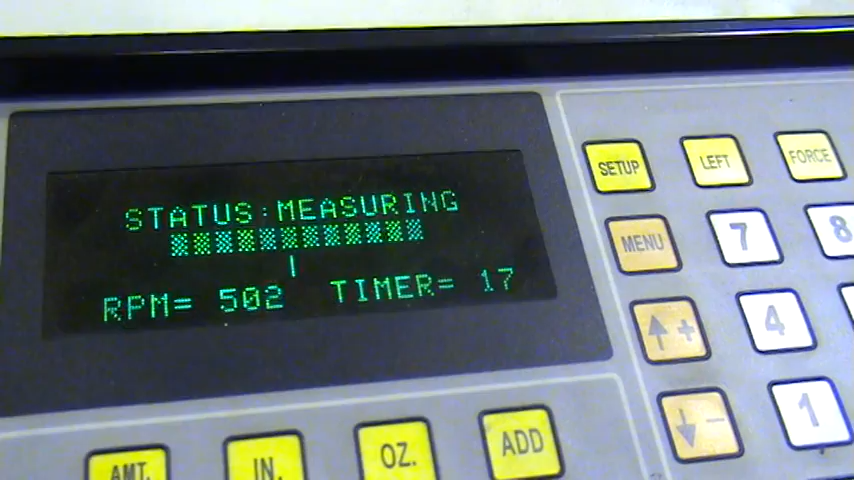 STATUS:MEASURING
RPM= 502 TIMER= 17
SETUP LEFT FORCE
MENU 7 8
+ 4
- 1
AMT. IN. OZ. ADD